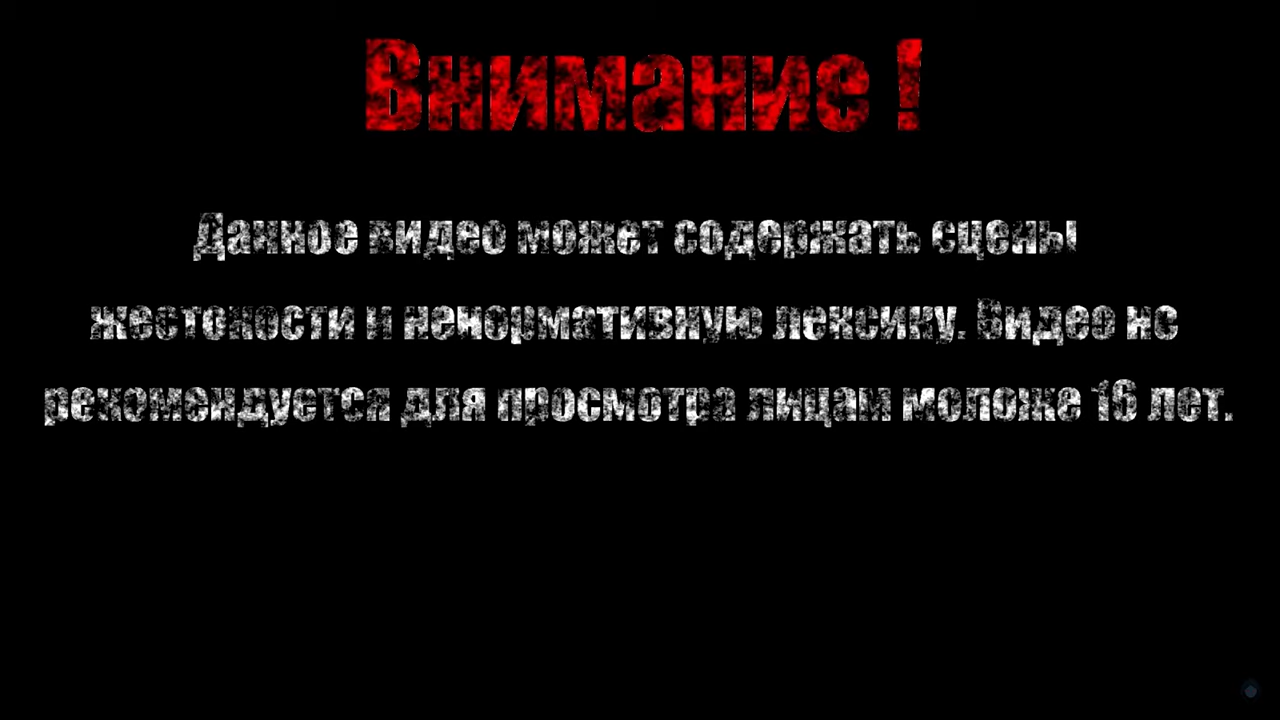 Внимание !
Данное видео может содержать сцены
жестокости и ненормативную лексику. Видео не
рекомендуется для просмотра лицам моложе 16 лет.